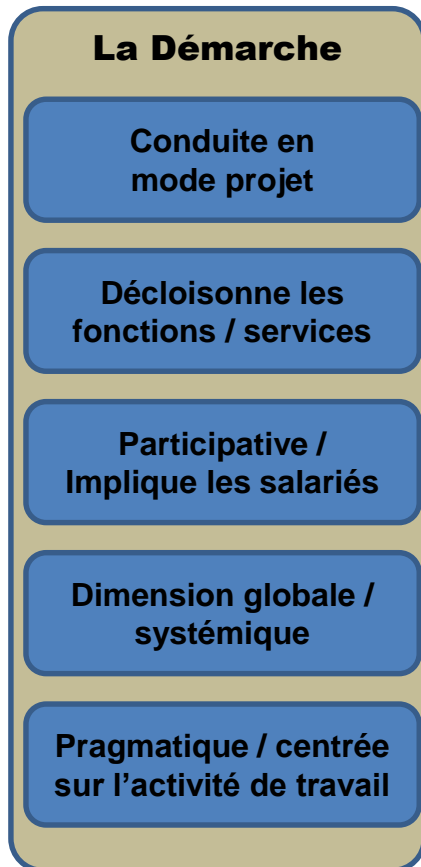 La Démarche
Conduite en
mode projet
Décloisonne les
fonctions / services
Participative /
Implique les salariés
Dimension globale /
systémique
Pragmatique / centrée
sur l’activité de travail